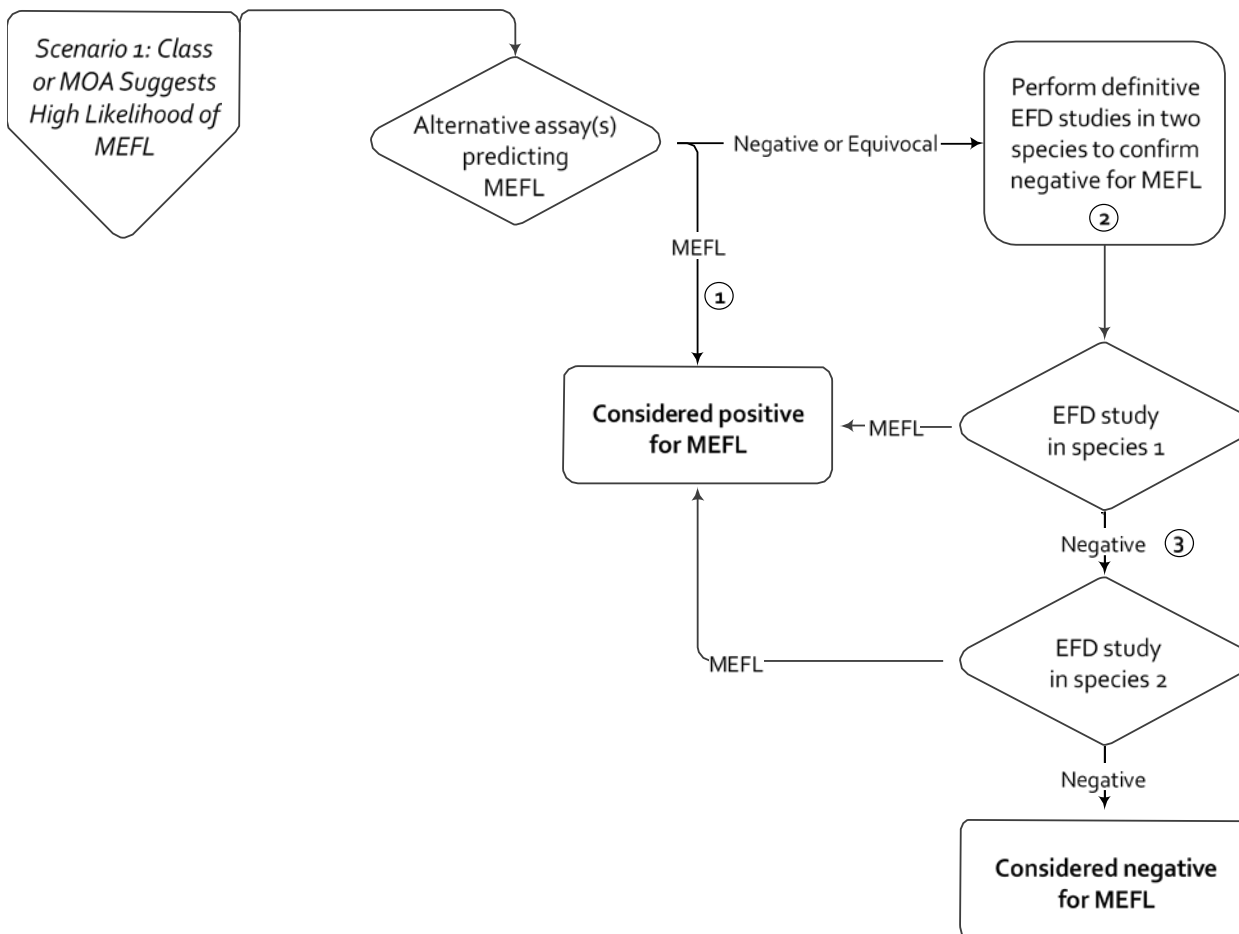 Scenario 1: Class
or MOA Suggests
High Likelihood of
MEFL
Alternative assay(s)
predicting
MEFL
Negative or Equivocal
Perform definitive
EFD studies in two
species to confirm
negative for MEFL
2
MEFL
1
Considered positive
for MEFL
MEFL
EFD study
in species 1
Negative
3
MEFL
EFD study
in species 2
Negative
Considered negative
for MEFL